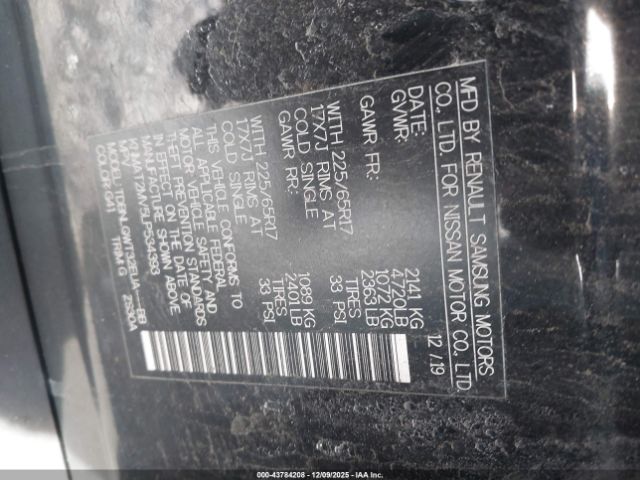 MFD BY RENAULT SAMSUNG MOTORS
CO., LTD. FOR NISSAN MOTOR CO., LTD.
DATE: 12 /19
GVWR: 2141 KG
4720LB
GAWR FR: 1072 KG
2363 LB
WITH 225/65R17 TIRES
17X7J RIMS AT 33 PSI
COLD SINGLE
GAWR RR: 1089 KG
2401 LB
WITH 225/65R17 TIRES
17X7J RIMS AT 33 PSI
COLD SINGLE
THIS VEHICLE CONFORMS TO
ALL APPLICABLE FEDERAL
MOTOR VEHICLE SAFETY AND
THEFT PREVENTION STANDARDS
IN EFFECT ON THE DATE OF
MANUFACTURE SHOWN ABOVE
MPV
COLOR: G41 TRIM: G
000-43784208 - 12/09/2025 - IAA Inc.